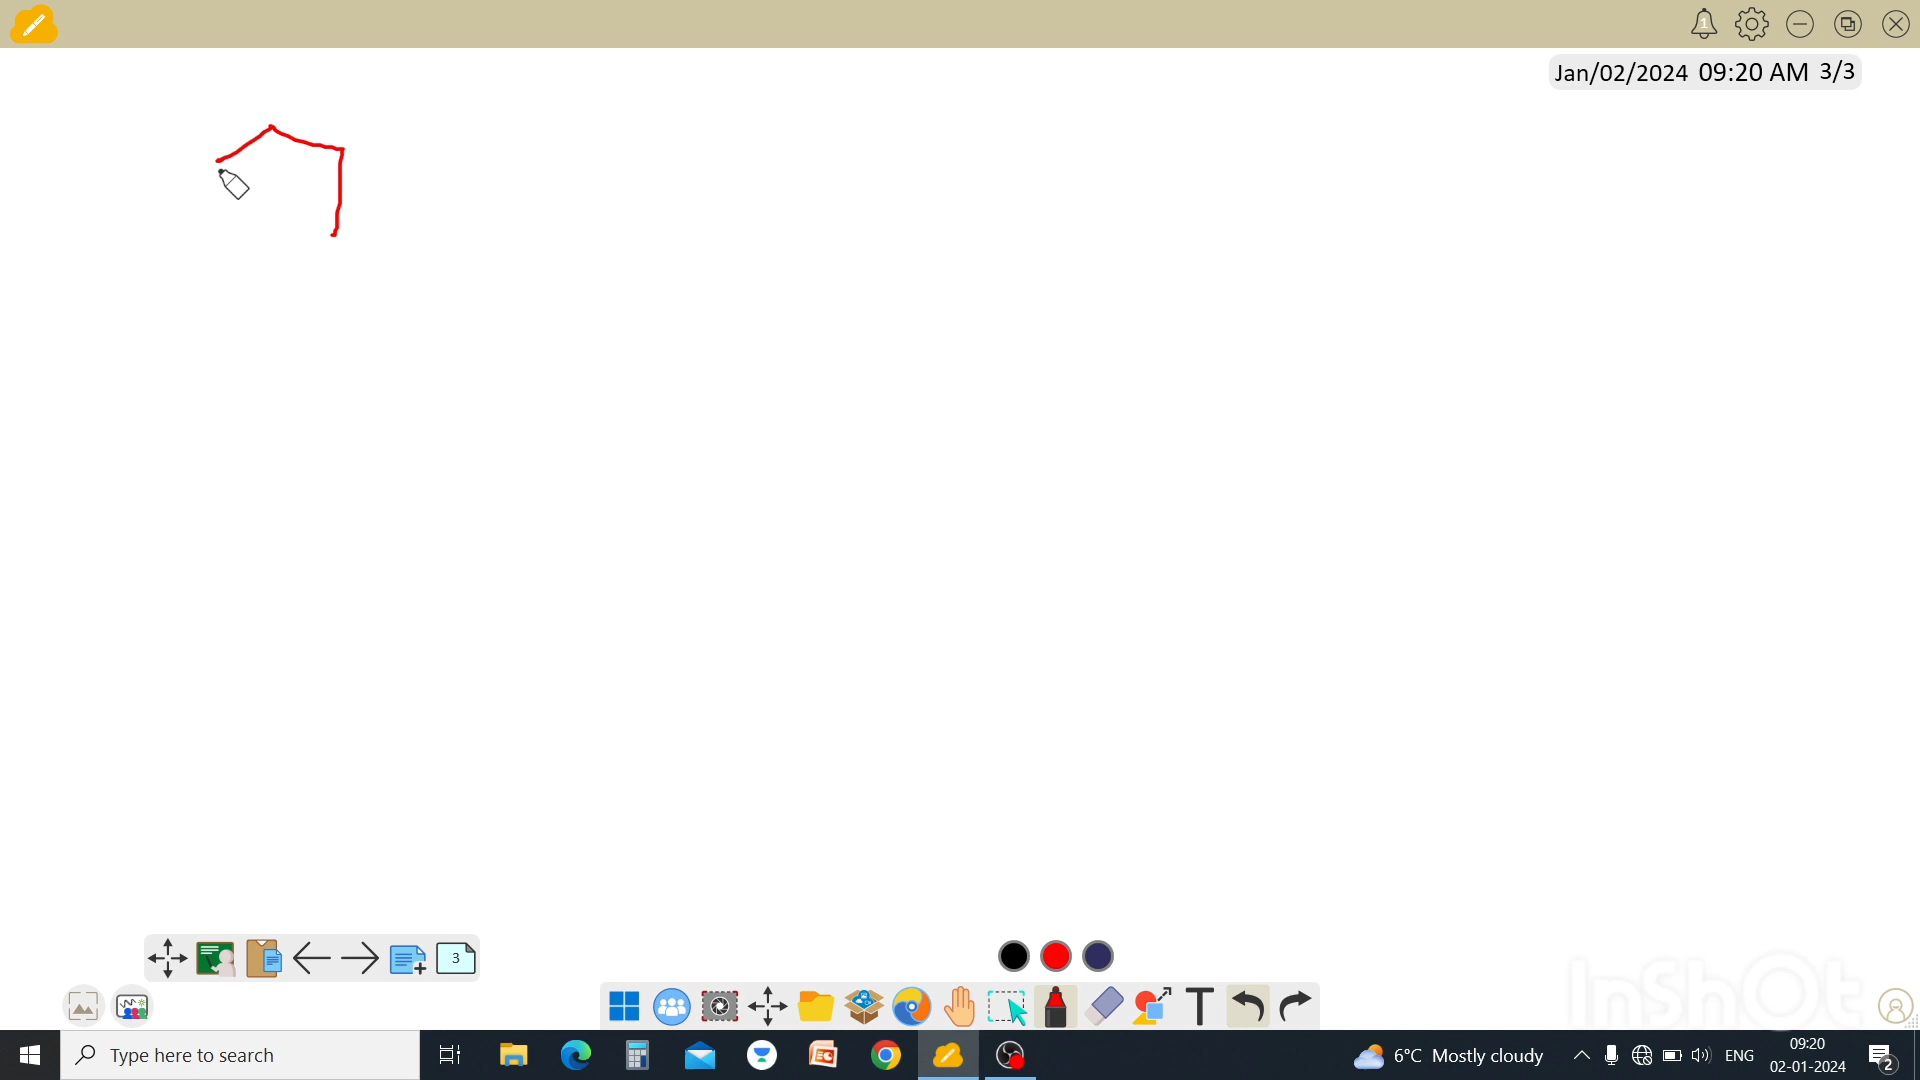 1
Jan/02/2024 09:20 AM 3/3
3
InShOt
T
Type here to search
6°C Mostly cloudy
ENG
09:20
02-01-2024
2